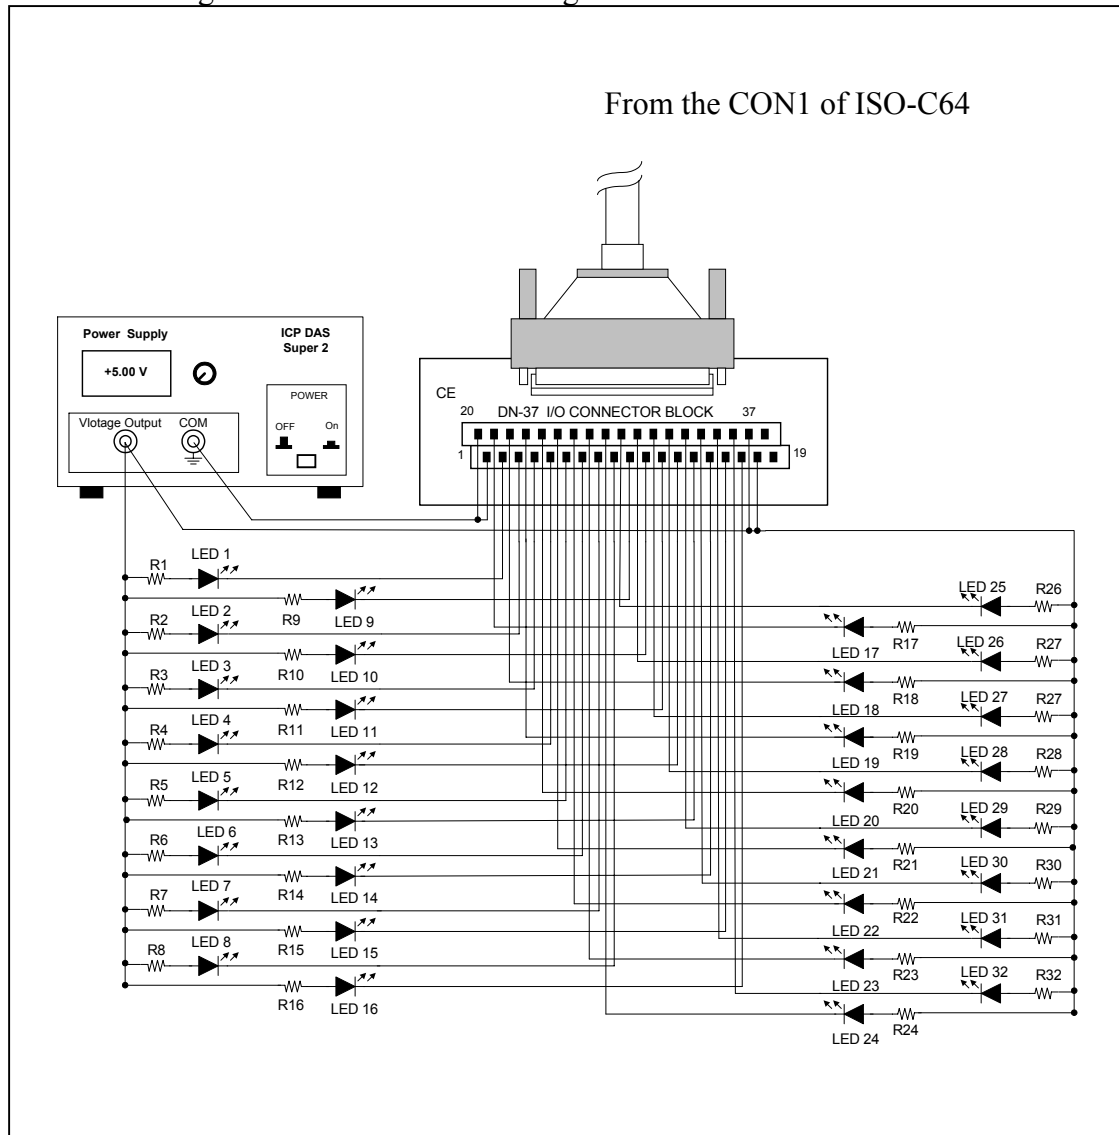 From the CON1 of ISO-C64
Power Supply
ICP DAS
Super 2
+5.00 V
POWER
OFF
On
Vlotage Output
COM
CE
20
DN-37 I/O CONNECTOR BLOCK
37
1
19
R1
LED 1
R9
LED 9
R2
LED 2
R10
LED 10
R3
LED 3
R11
LED 11
R4
LED 4
R12
LED 12
R5
LED 5
R13
LED 13
R6
LED 6
R14
LED 14
R7
LED 7
R15
LED 15
R8
LED 8
R16
LED 16
LED 25
R26
LED 17
R17
LED 26
R27
LED 18
R18
LED 27
R27
LED 19
R19
LED 28
R28
LED 20
R20
LED 29
R29
LED 21
R21
LED 30
R30
LED 22
R22
LED 31
R31
LED 23
R23
LED 32
R32
LED 24
R24